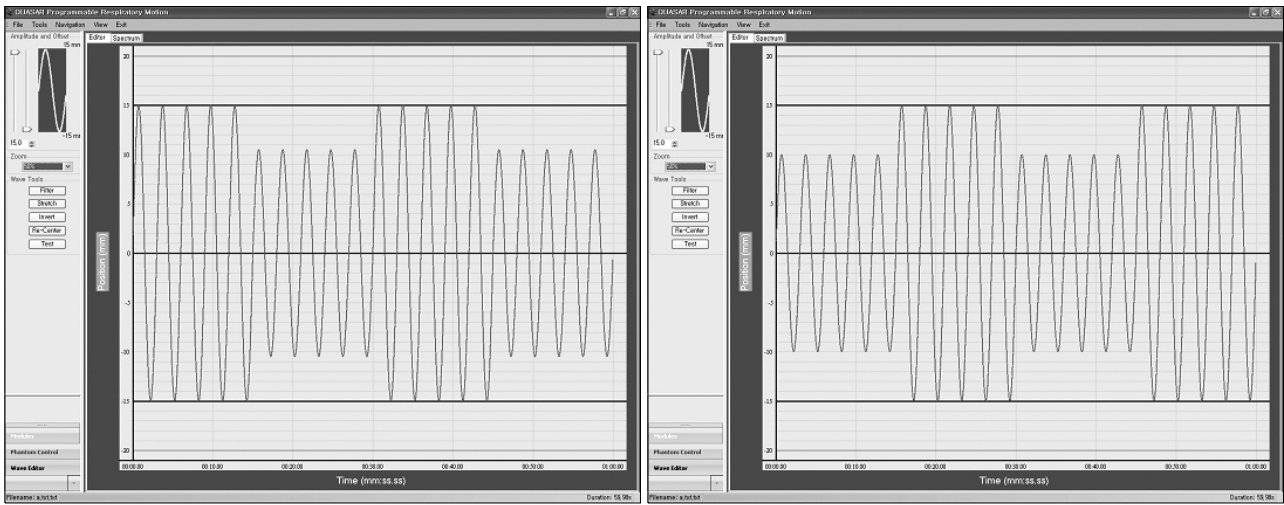 QUASAR Programmable Respiratory Motion
File Tools Navigation View Exit
Amplitude and Offset
15 mm
-15 mm
15,0
Zoom
50%
Wave Tools
Filter
Stretch
Invert
Re-Center
Test
Modules
Phantom Control
Wave Editor
Editor Spectrum
20
15
10
5
0
-5
-10
-15
-20
Position (mm)
00:00.00 00:10.00 00:20.00 00:30.00 00:40.00 00:50.00 01:00.00
Time (mm:ss.ss)
Duration: 59,98s
QUASAR Programmable Respiratory Motion
File Tools Navigation View Exit
Amplitude and Offset
15 mm
-15 mm
15,0
Zoom
50%
Wave Tools
Filter
Stretch
Invert
Re-Center
Test
Modules
Phantom Control
Wave Editor
Editor Spectrum
20
15
10
5
0
-5
-10
-15
-20
Position (mm)
00:00.00 00:10.00 00:20.00 00:30.00 00:40.00 00:50.00 01:00.00
Time (mm:ss.ss)
Duration: 59,98s